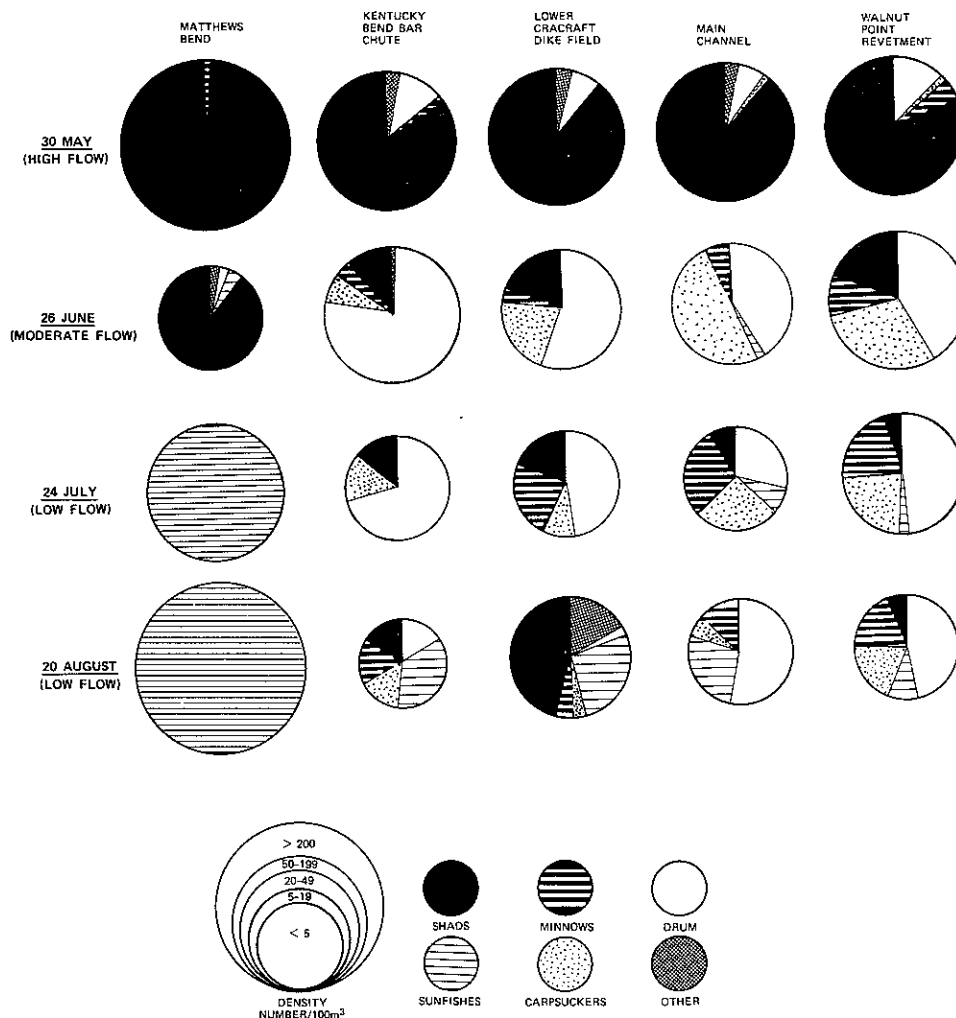 MATTHEWS
BEND
KENTUCKY
BEND BAR
CHUTE
LOWER
CRACRAFT
DIKE FIELD
MAIN
CHANNEL
WALNUT
POINT
REVETMENT
30 MAY
(HIGH FLOW)
26 JUNE
(MODERATE FLOW)
24 JULY
(LOW FLOW)
20 AUGUST
(LOW FLOW)
> 200
50-199
20-49
5-19
< 5
DENSITY
NUMBER/100m³
SHADS
MINNOWS
DRUM
SUNFISHES
CARPSUCKERS
OTHER